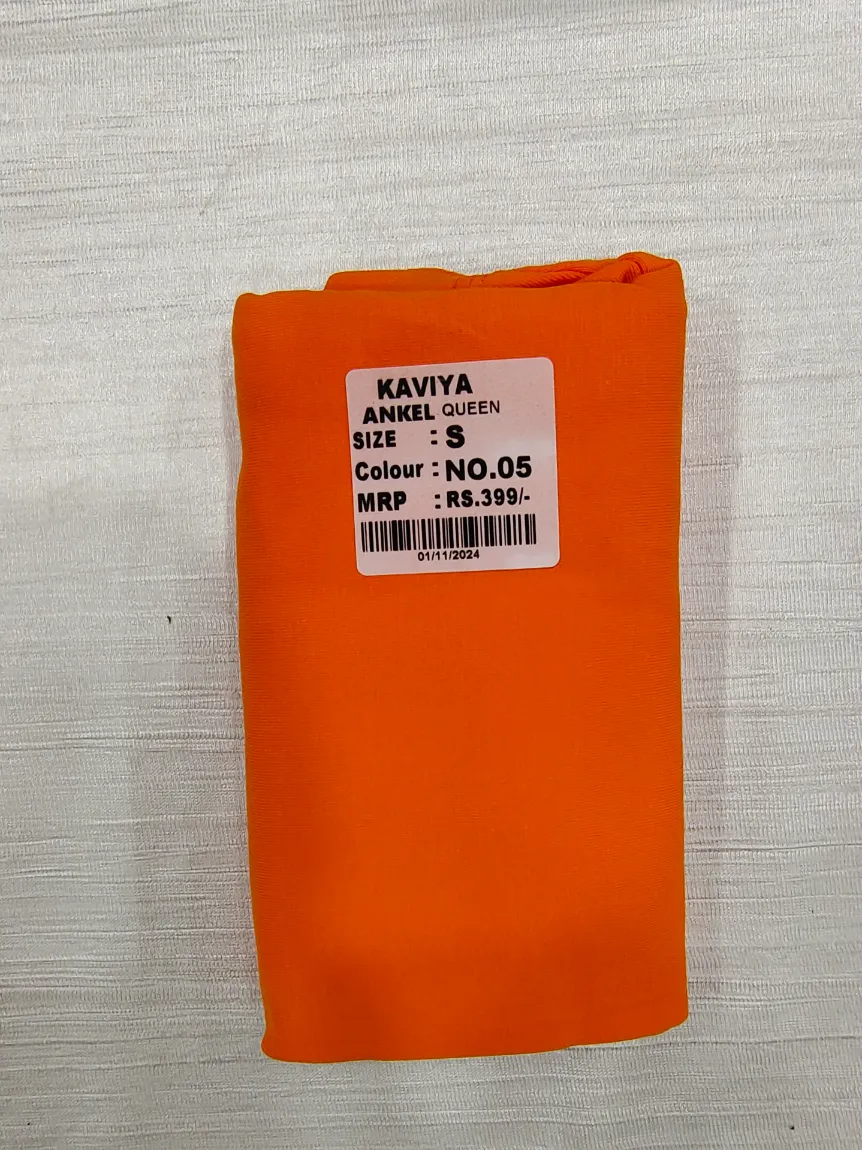 KAVIYA
ANKEL QUEEN
SIZE : S
Colour : NO.05
MRP : RS.399/-
01/11/2024